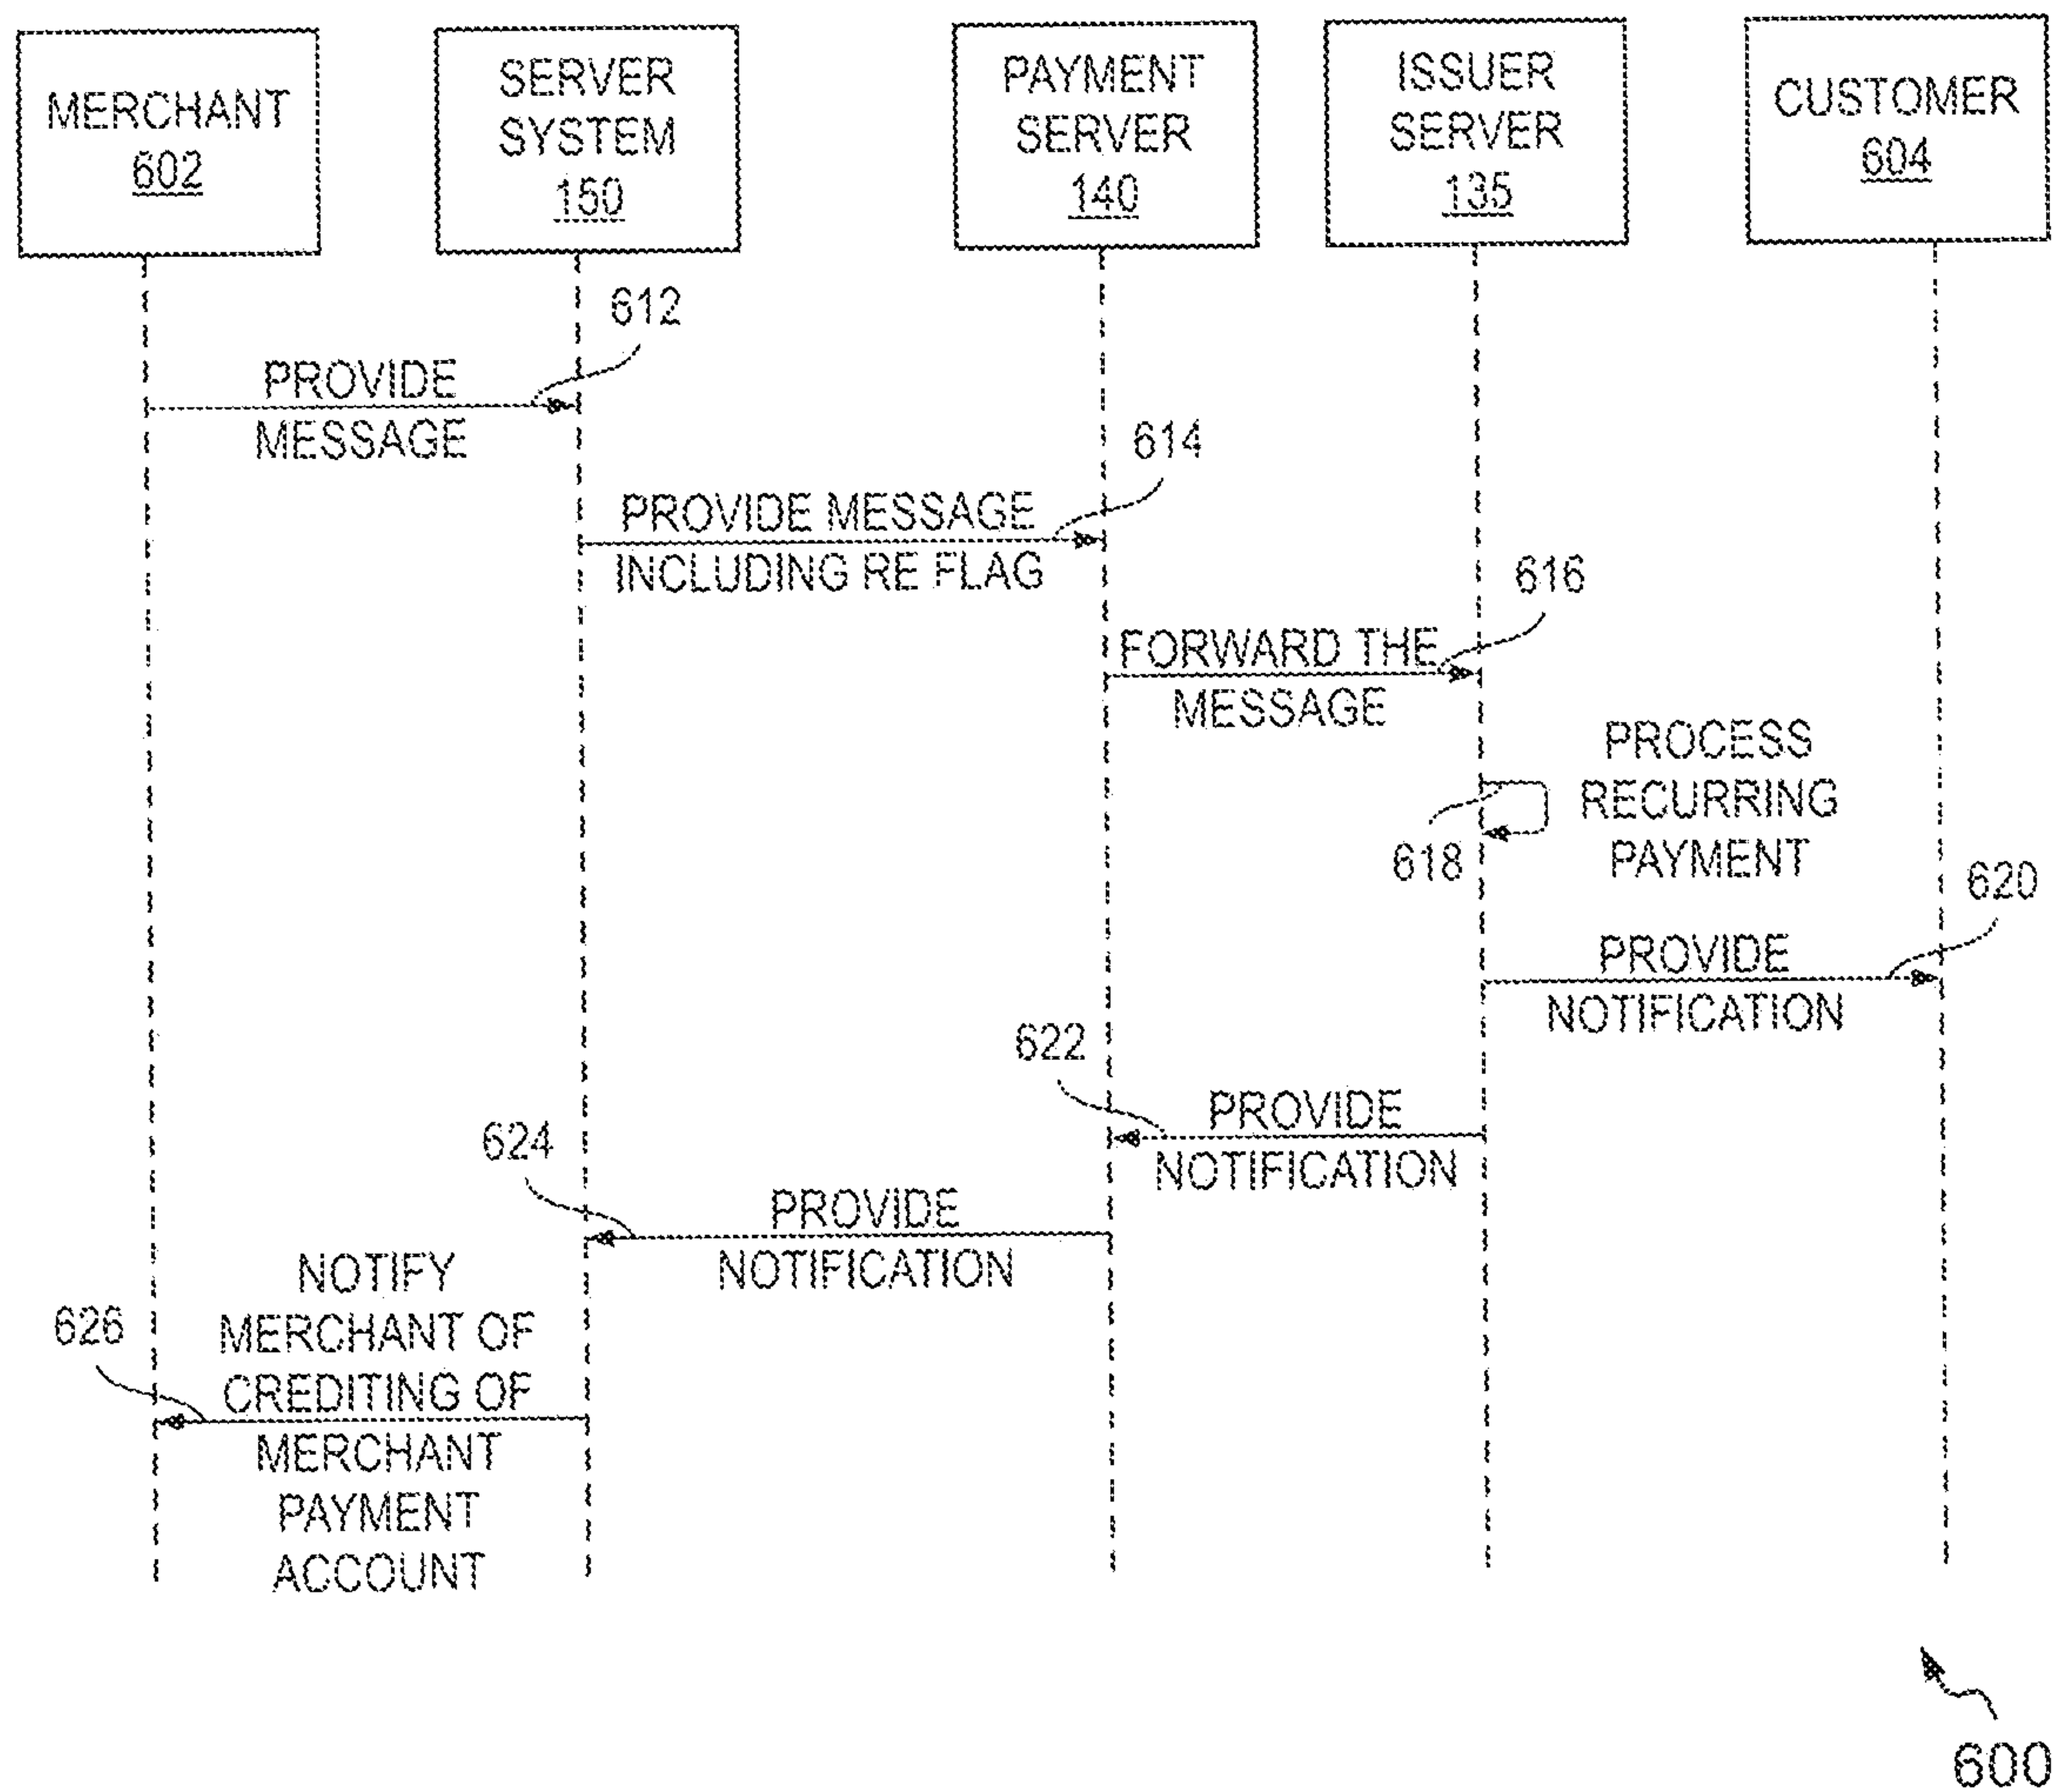 MERCHANT
602
SERVER
SYSTEM
150
PAYMENT
SERVER
140
ISSUER
SERVER
135
CUSTOMER
604
612
PROVIDE
MESSAGE
614
PROVIDE MESSAGE
INCLUDING RE FLAG
616
FORWARD THE
MESSAGE
PROCESS
RECURRING
PAYMENT
618
620
PROVIDE
NOTIFICATION
622
PROVIDE
NOTIFICATION
624
PROVIDE
NOTIFICATION
626
NOTIFY
MERCHANT OF
CREDITING OF
MERCHANT
PAYMENT
ACCOUNT
600